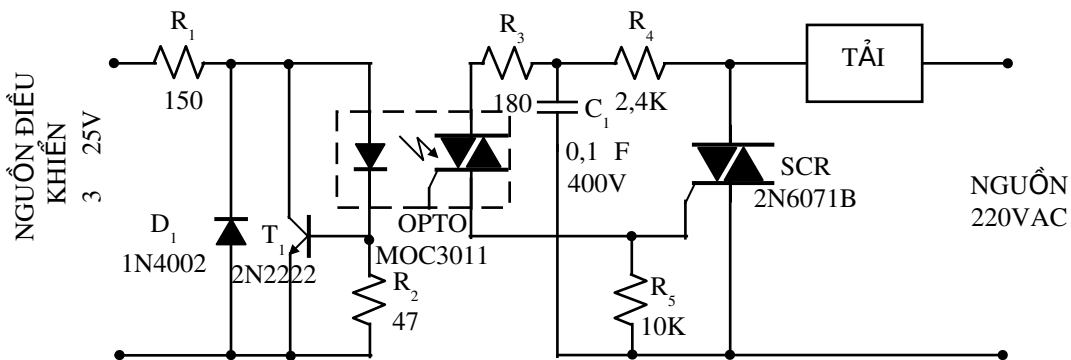 R1
150
R3
180
R4
2,4K
C1
0,1 F
400V
TẢI
NGUỒN ĐIỀU
KHIỂN
3 25V
D1
1N4002
T1
2N2222
OPTO
MOC3011
R2
47
SCR
2N6071B
R5
10K
NGUỒN
220VAC